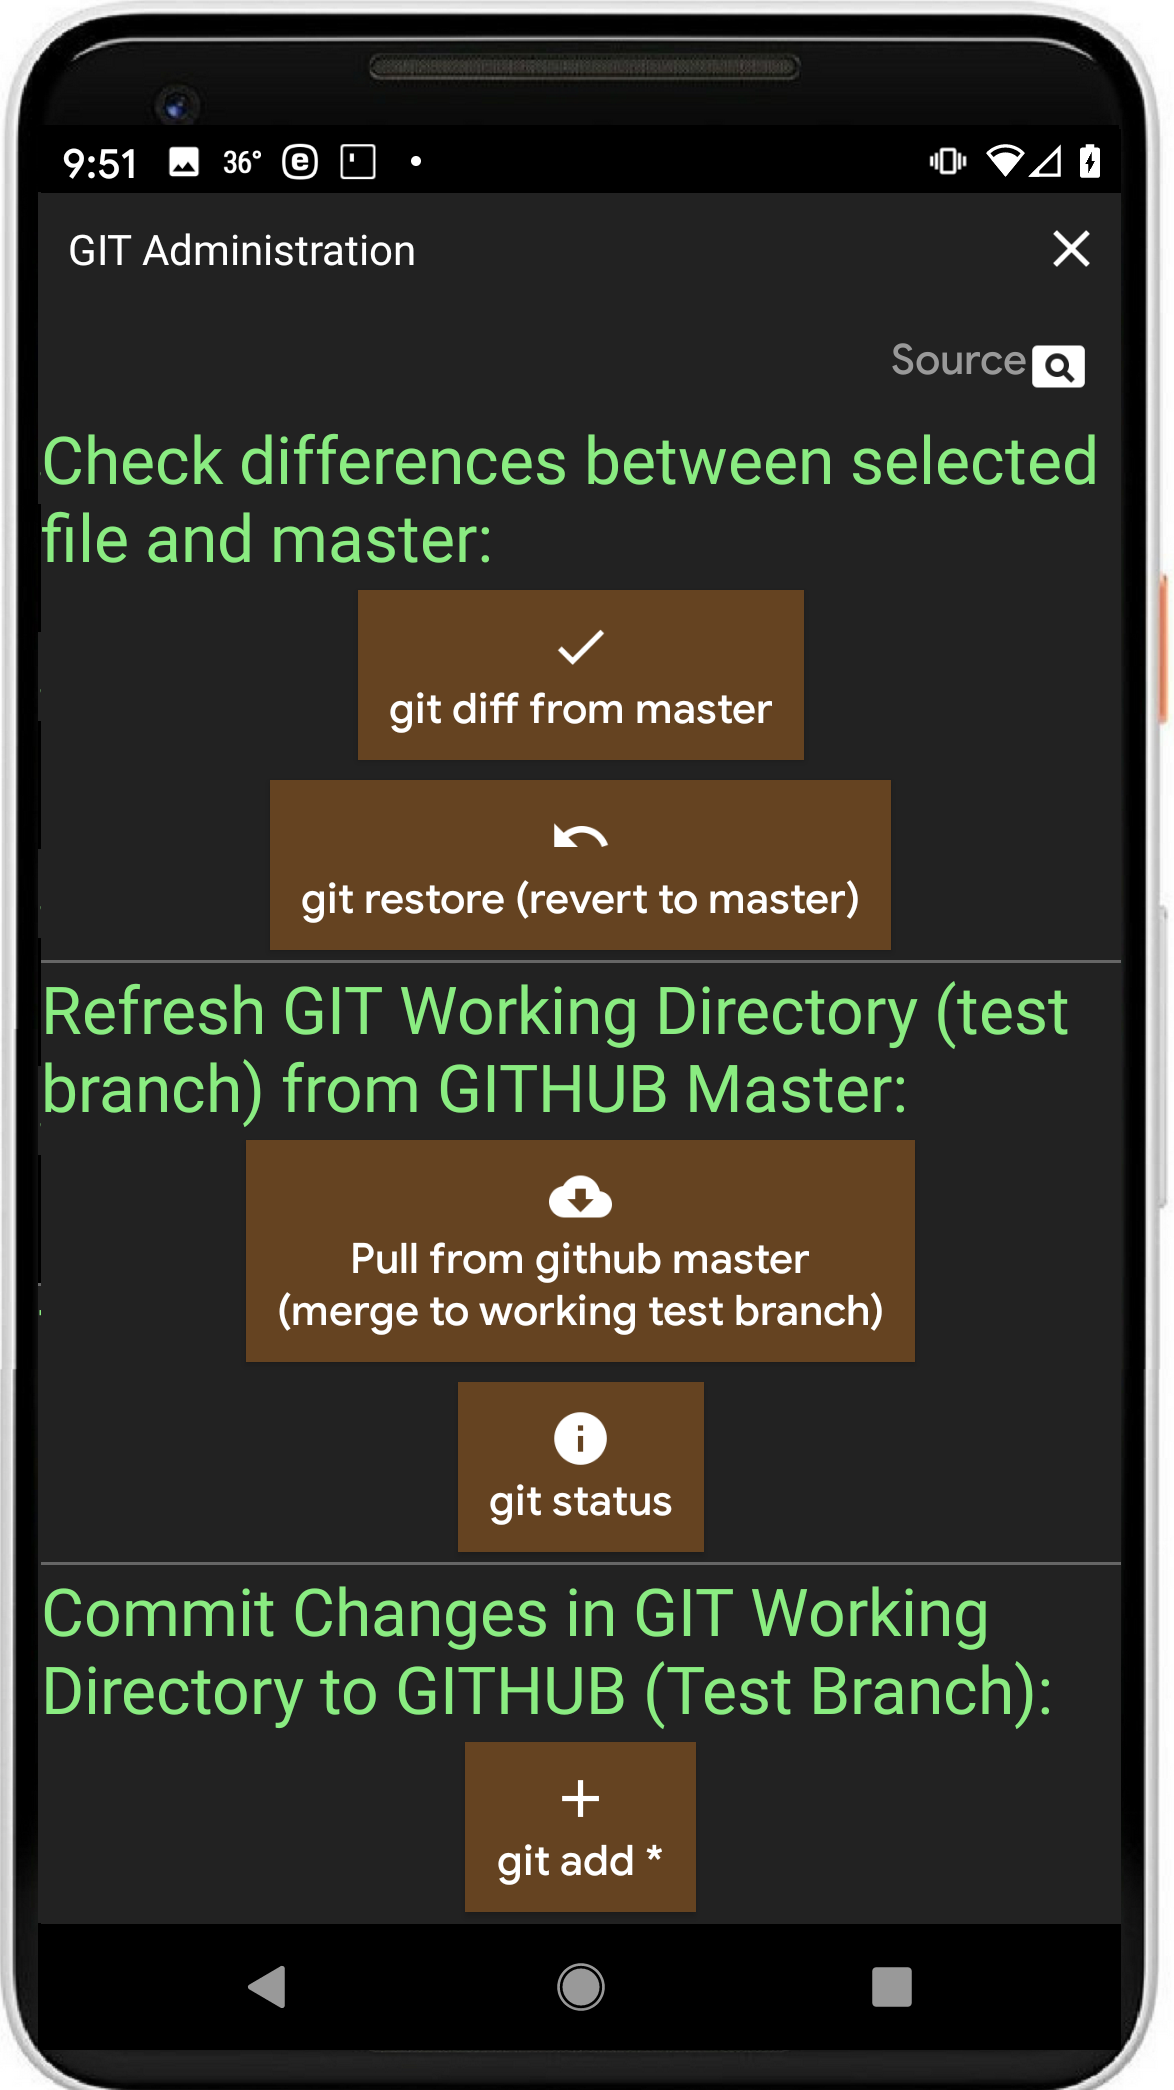 9:51 36°
GIT Administration
Source
Check differences between selected
file and master:
git diff from master
git restore (revert to master)
Refresh GIT Working Directory (test
branch) from GITHUB Master:
Pull from github master
(merge to working test branch)
git status
Commit Changes in GIT Working
Directory to GITHUB (Test Branch):
git add *